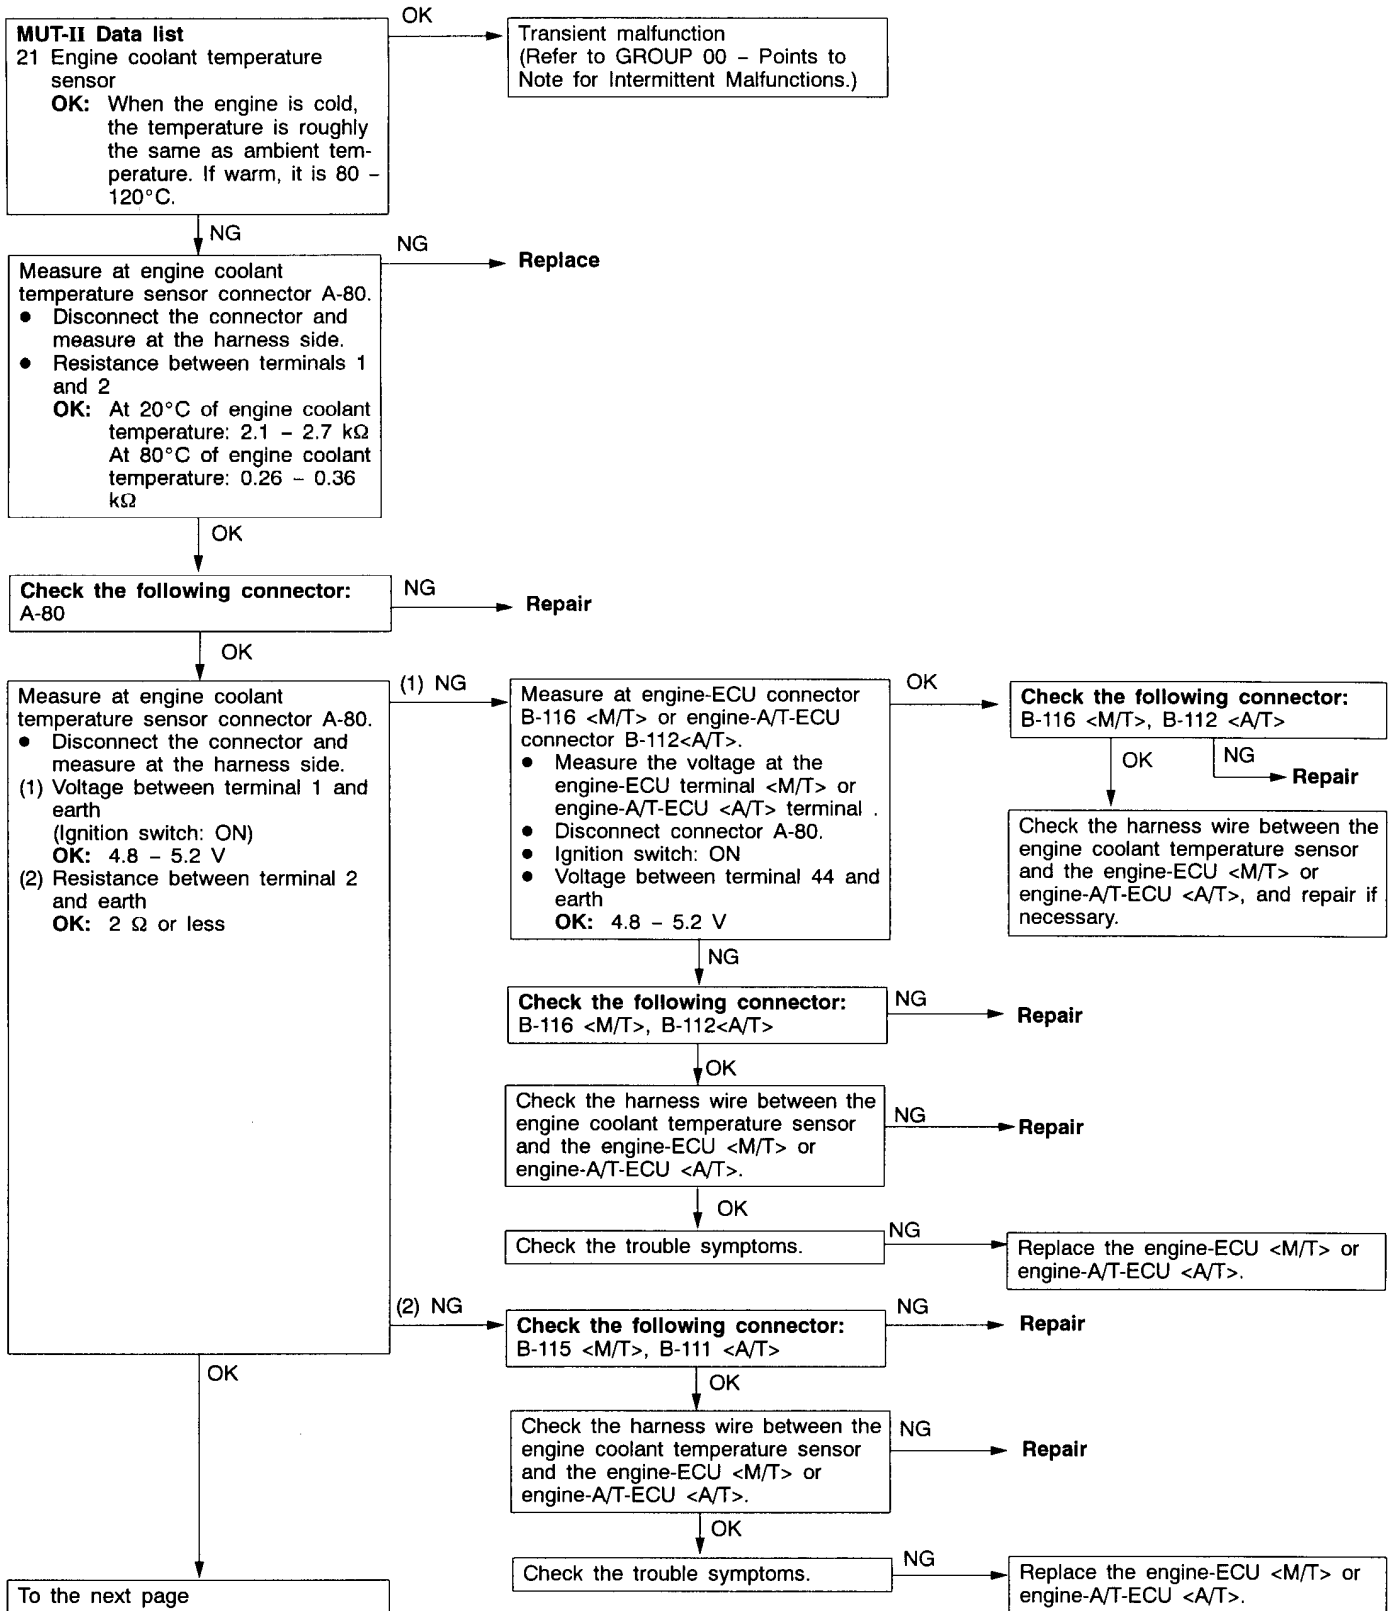 MUT-II Data list
21 Engine coolant temperature
sensor
OK: When the engine is cold,
the temperature is roughly
the same as ambient tem-
perature. If warm, it is 80 –
120°C.
OK
Transient malfunction
(Refer to GROUP 00 – Points to
Note for Intermittent Malfunctions.)
NG
Measure at engine coolant
temperature sensor connector A-80.
● Disconnect the connector and
measure at the harness side.
● Resistance between terminals 1
and 2
OK: At 20°C of engine coolant
temperature: 2.1 – 2.7 kΩ
At 80°C of engine coolant
temperature: 0.26 – 0.36
kΩ
NG
Replace
OK
Check the following connector:
A-80
NG
Repair
OK
Measure at engine coolant
temperature sensor connector A-80.
● Disconnect the connector and
measure at the harness side.
(1) Voltage between terminal 1 and
earth
(Ignition switch: ON)
OK: 4.8 – 5.2 V
(2) Resistance between terminal 2
and earth
OK: 2 Ω or less
(1) NG
Measure at engine-ECU connector
B-116 <M/T> or engine-A/T-ECU
connector B-112<A/T>.
● Measure the voltage at the
engine-ECU terminal <M/T> or
engine-A/T-ECU <A/T> terminal .
● Disconnect connector A-80.
● Ignition switch: ON
● Voltage between terminal 44 and
earth
OK: 4.8 – 5.2 V
OK
Check the following connector:
B-116 <M/T>, B-112 <A/T>
NG
Repair
OK
Check the harness wire between the
engine coolant temperature sensor
and the engine-ECU <M/T> or
engine-A/T-ECU <A/T>, and repair if
necessary.
NG
Check the following connector:
B-116 <M/T>, B-112<A/T>
NG
Repair
OK
Check the harness wire between the
engine coolant temperature sensor
and the engine-ECU <M/T> or
engine-A/T-ECU <A/T>.
NG
Repair
OK
Check the trouble symptoms.
NG
Replace the engine-ECU <M/T> or
engine-A/T-ECU <A/T>.
(2) NG
Check the following connector:
B-115 <M/T>, B-111 <A/T>
NG
Repair
OK
Check the harness wire between the
engine coolant temperature sensor
and the engine-ECU <M/T> or
engine-A/T-ECU <A/T>.
NG
Repair
OK
Check the trouble symptoms.
NG
Replace the engine-ECU <M/T> or
engine-A/T-ECU <A/T>.
OK
To the next page